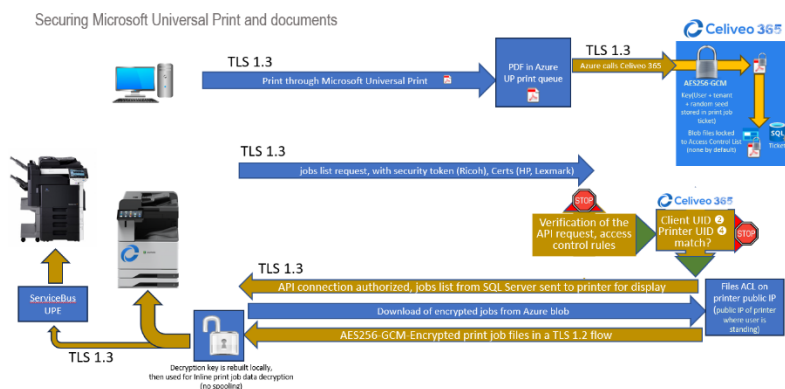 Securing Microsoft Universal Print and documents
Celiveo 365
TLS 1.3
TLS 1.3
Print through Microsoft Universal Print
PDF in Azure
UP print queue
Azure calls Celiveo 365
AES256-GCM
Key(User + tenant
+ random seed
stored in print job
ticket)
Blob files locked
to Access Control List
(none by default)
SQL
Ticket
TLS 1.3
jobs list request, with security token (Ricoh), Certs (HP, Lexmark)
STOP
Celiveo 365
Verification of the
API request, access
control rules
Client UID ❷
Printer UID ❹
match?
STOP
TLS 1.3
API connection authorized, jobs list from SQL Server sent to printer for display
Files ACL on
printer public IP
(public IP of printer
where user is
standing)
Download of encrypted jobs from Azure blob
ServiceBus
UPE
AES256-GCM-Encrypted print job files in a TLS 1.2 flow
TLS 1.3
Decryption key is rebuilt locally,
then used for Inline print job data decryption
(no spooling)